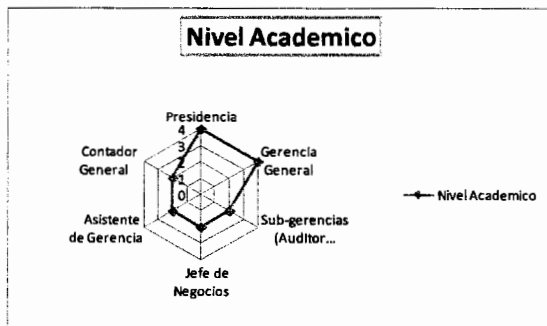 Nivel Academico
Presidencia
4
3
2
1
0
Gerencia
General
Sub-gerencias
(Auditor...
Jefe de
Negocios
Asistente
de Gerencia
Contador
General
Nivel Academico